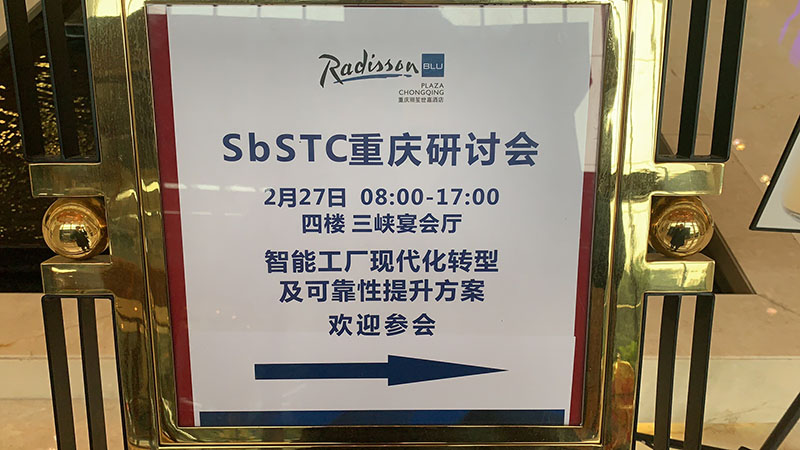 Radisson BLU
PLAZA
CHONGQING
重庆丽笙世嘉酒店
SbSTC重庆研讨会
2月27日 08:00-17:00
四楼 三峡宴会厅
智能工厂现代化转型
及可靠性提升方案
欢迎参会